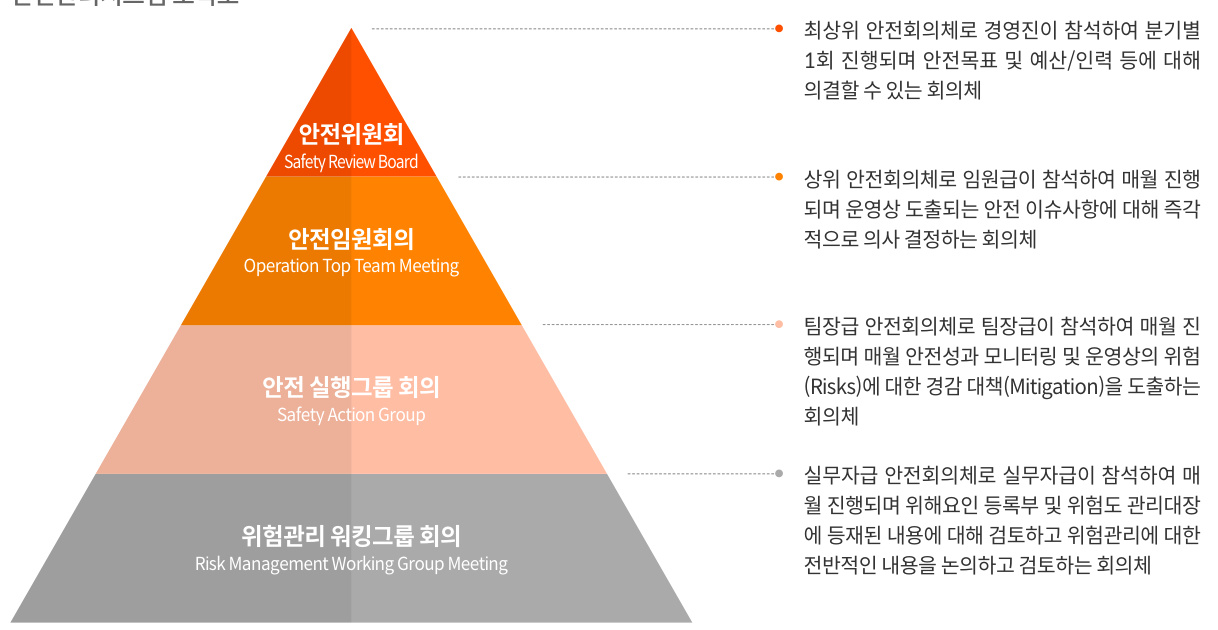 안전위원회
Safety Review Board
최상위 안전회의체로 경영진이 참석하여 분기별
1회 진행되며 안전목표 및 예산/인력 등에 대해
의결할 수 있는 회의체
안전임원회의
Operation Top Team Meeting
상위 안전회의체로 임원급이 참석하여 매월 진행
되며 운영상 도출되는 안전 이슈사항에 대해 즉각
적으로 의사 결정하는 회의체
안전 실행그룹 회의
Safety Action Group
팀장급 안전회의체로 팀장급이 참석하여 매월 진
행되며 매월 안전성과 모니터링 및 운영상의 위험
(Risks)에 대한 경감 대책(Mitigation)을 도출하는
회의체
위험관리 워킹그룹 회의
Risk Management Working Group Meeting
실무자급 안전회의체로 실무자급이 참석하여 매
월 진행되며 위해요인 등록부 및 위험도 관리대장
에 등재된 내용에 대해 검토하고 위험관리에 대한
전반적인 내용을 논의하고 검토하는 회의체